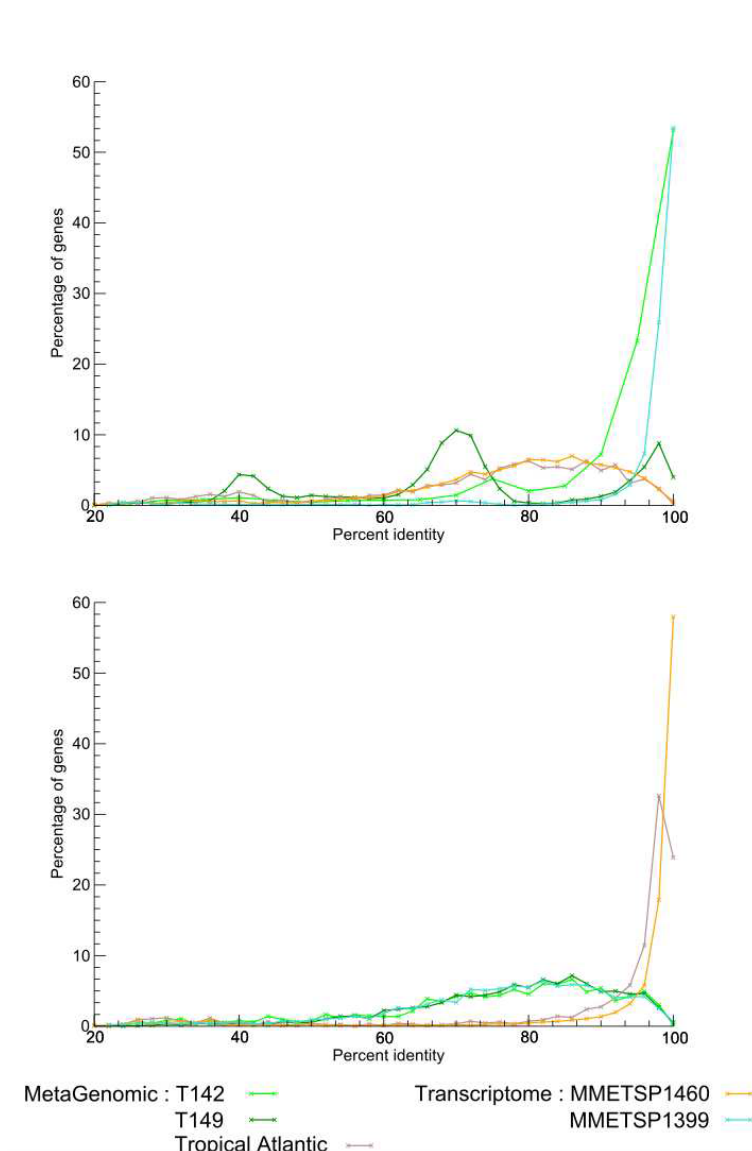 60
50
40
30
20
10
0
Percentage of genes
20 40 60 80 100
Percent identity
60
50
40
30
20
10
0
Percentage of genes
20 40 60 80 100
Percent identity
MetaGenomic : T142 Transcriptome : MMETSP1460
T149 MMETSP1399
Tropical Atlantic